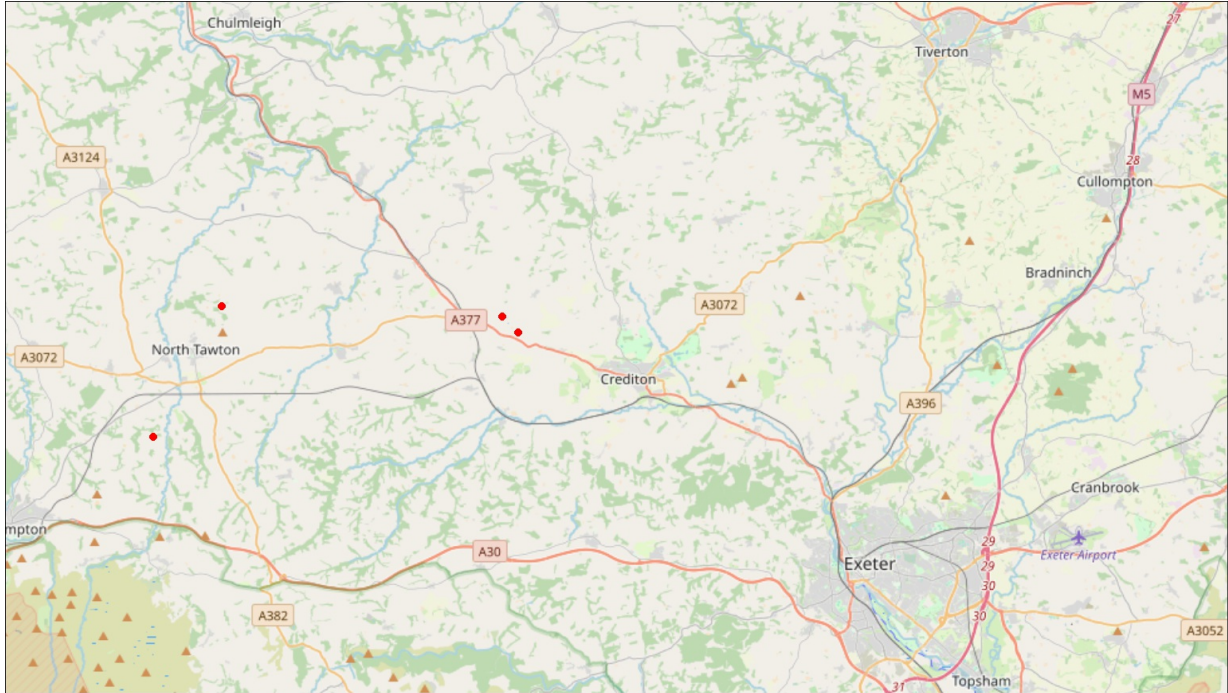 Chulmleigh
27
Tiverton
M5
A3124
28
Cullompton
Bradninch
A3072
A377
North Tawton
A3072
Crediton
A396
Cranbrook
mpton
29
A30
Exeter
Exeter Airport
29
30
A382
30
A3052
31
Topsham